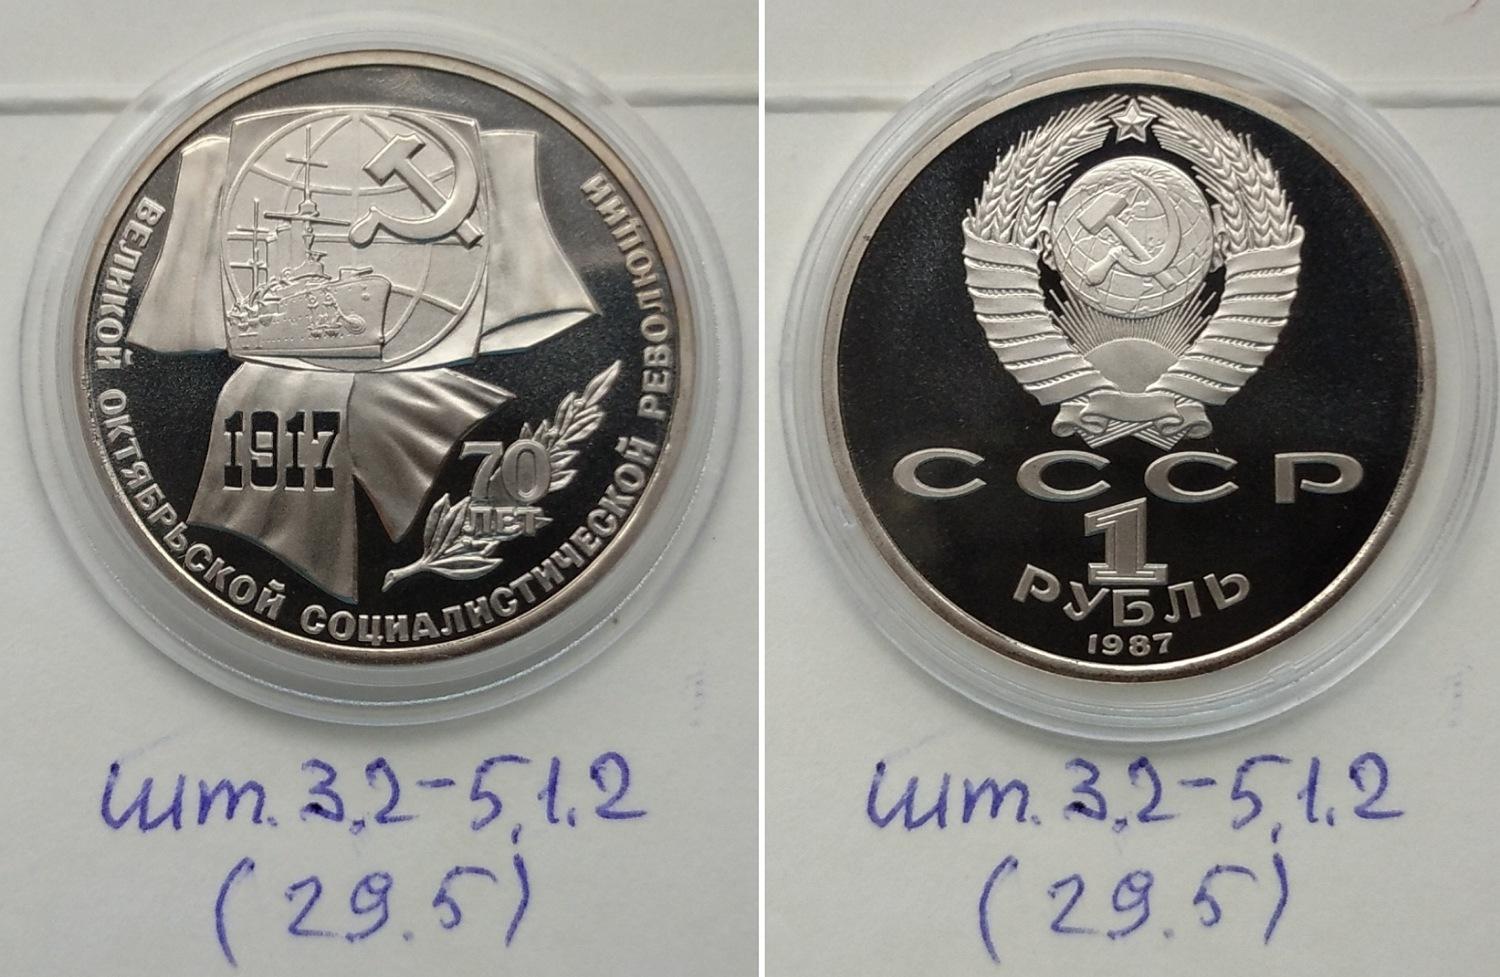 ВЕЛИКОЙ ОКТЯБРЬСКОЙ СОЦИАЛИСТИЧЕСКОЙ РЕВОЛЮЦИИ
1917
70
ЛЕТ
шт. 3.2-5.1.2
(29.5)
СССР
1
РУБЛЬ
1987
шт. 3.2-5.1.2
(29.5)